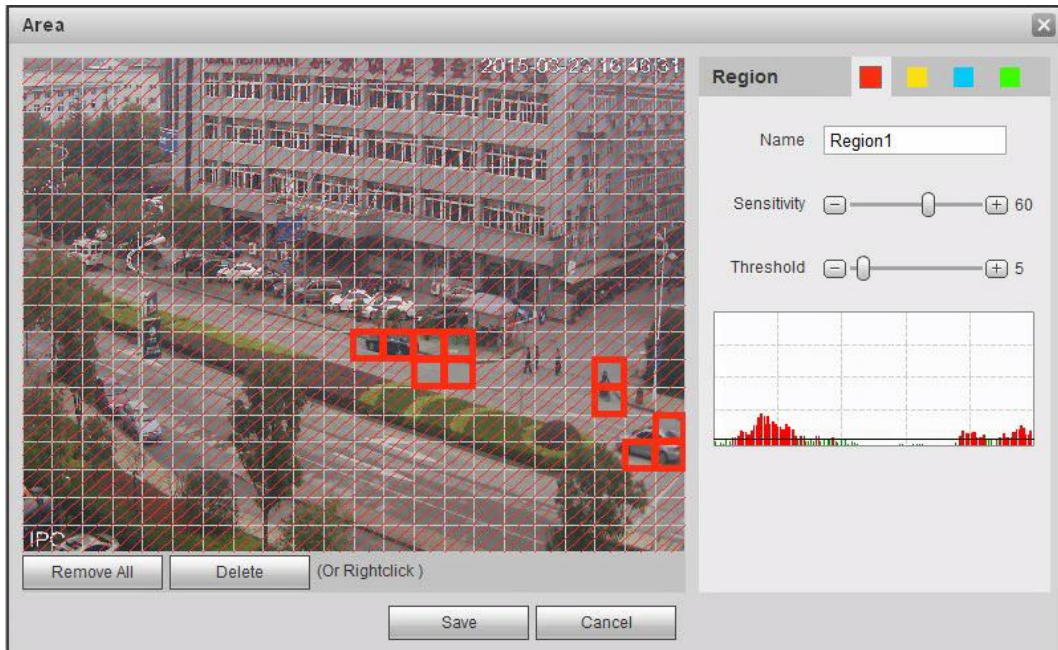 Area
2015-03-23 16:46:31
IPC
Region
Name
Region1
Sensitivity
60
Threshold
5
Remove All
Delete
(Or Rightclick )
Save
Cancel